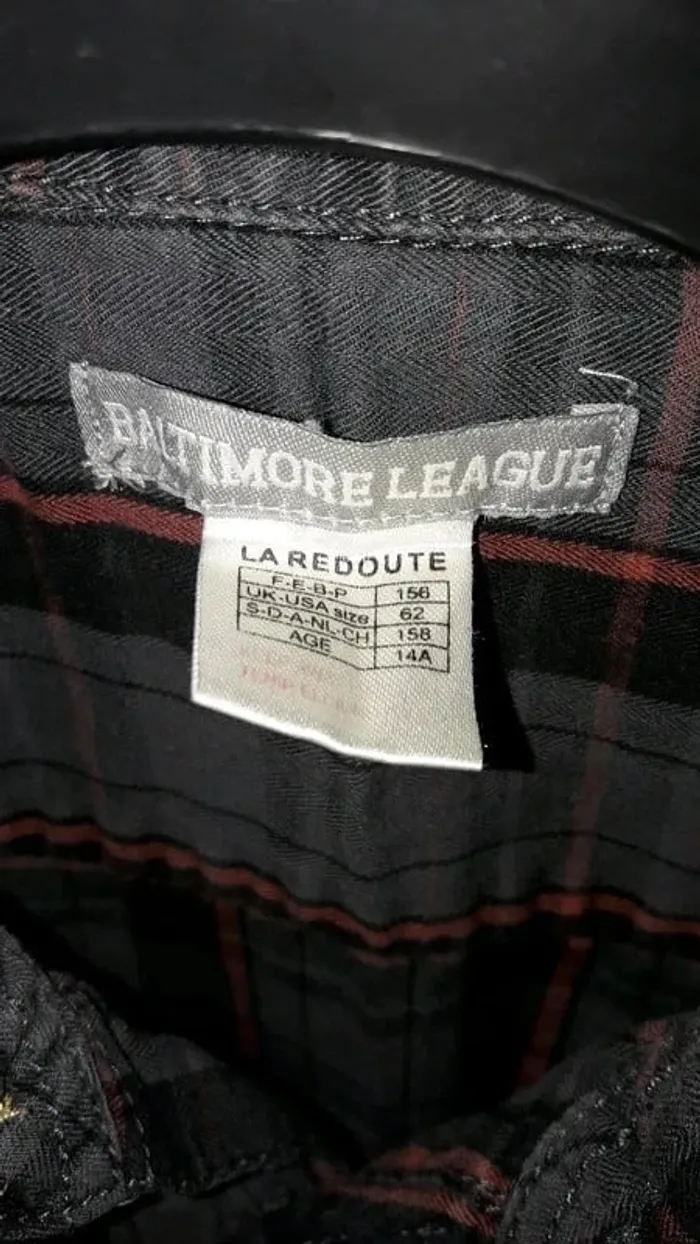 BALTIMORE LEAGUE
LA REDOUTE
F-E-B-P 156
UK-USA size 62
S-D-A-NL-CH 158
AGE 14A